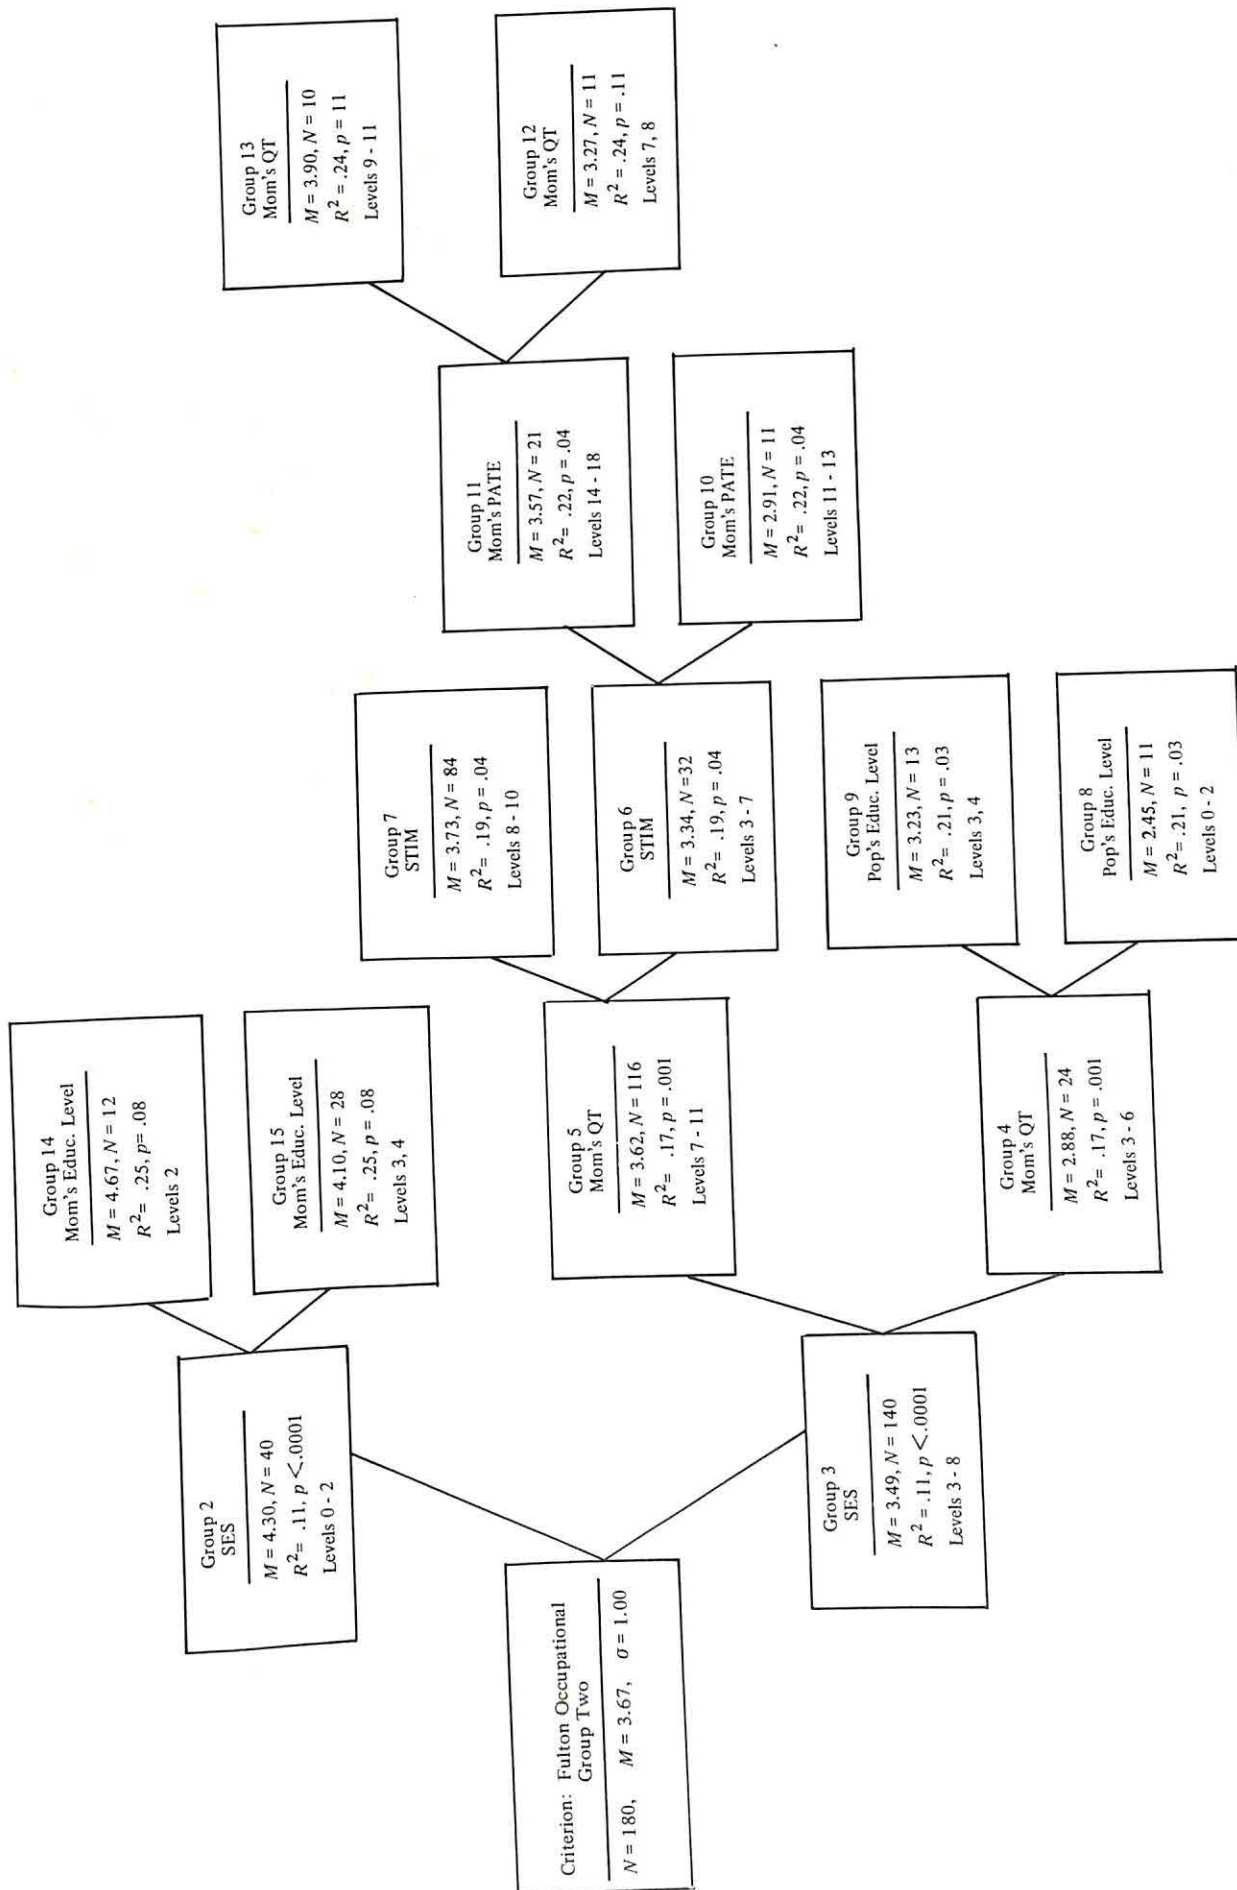 Criterion: Fulton Occupational
Group Two
N = 180, M = 3.67, σ = 1.00
Group 2
SES
M = 4.30, N = 40
R² = .11, p <.0001
Levels 0 - 2
Group 3
SES
M = 3.49, N = 140
R² = .11, p <.0001
Levels 3 - 8
Group 14
Mom's Educ. Level
M = 4.67, N = 12
R² = .25, p= .08
Levels 2
Group 15
Mom's Educ. Level
M = 4.10, N = 28
R² = .25, p = .08
Levels 3, 4
Group 5
Mom's QT
M = 3.62, N = 116
R² = .17, p = .001
Levels 7 - 11
Group 4
Mom's QT
M = 2.88, N = 24
R² = .17, p = .001
Levels 3 - 6
Group 7
STIM
M = 3.73, N = 84
R² = .19, p = .04
Levels 8 - 10
Group 6
STIM
M = 3.34, N =32
R² = .19, p = .04
Levels 3 - 7
Group 9
Pop's Educ. Level
M = 3.23, N = 13
R² = .21, p = .03
Levels 3, 4
Group 8
Pop's Educ. Level
M = 2.45, N = 11
R² = .21, p = .03
Levels 0 - 2
Group 11
Mom's PATE
M = 3.57, N = 21
R² = .22, p = .04
Levels 14 - 18
Group 10
Mom's PATE
M = 2.91, N = 11
R² = .22, p = .04
Levels 11 - 13
Group 13
Mom's QT
M = 3.90, N = 10
R² = .24, p = 11
Levels 9 - 11
Group 12
Mom's QT
M = 3.27, N = 11
R² = .24, p = .11
Levels 7, 8